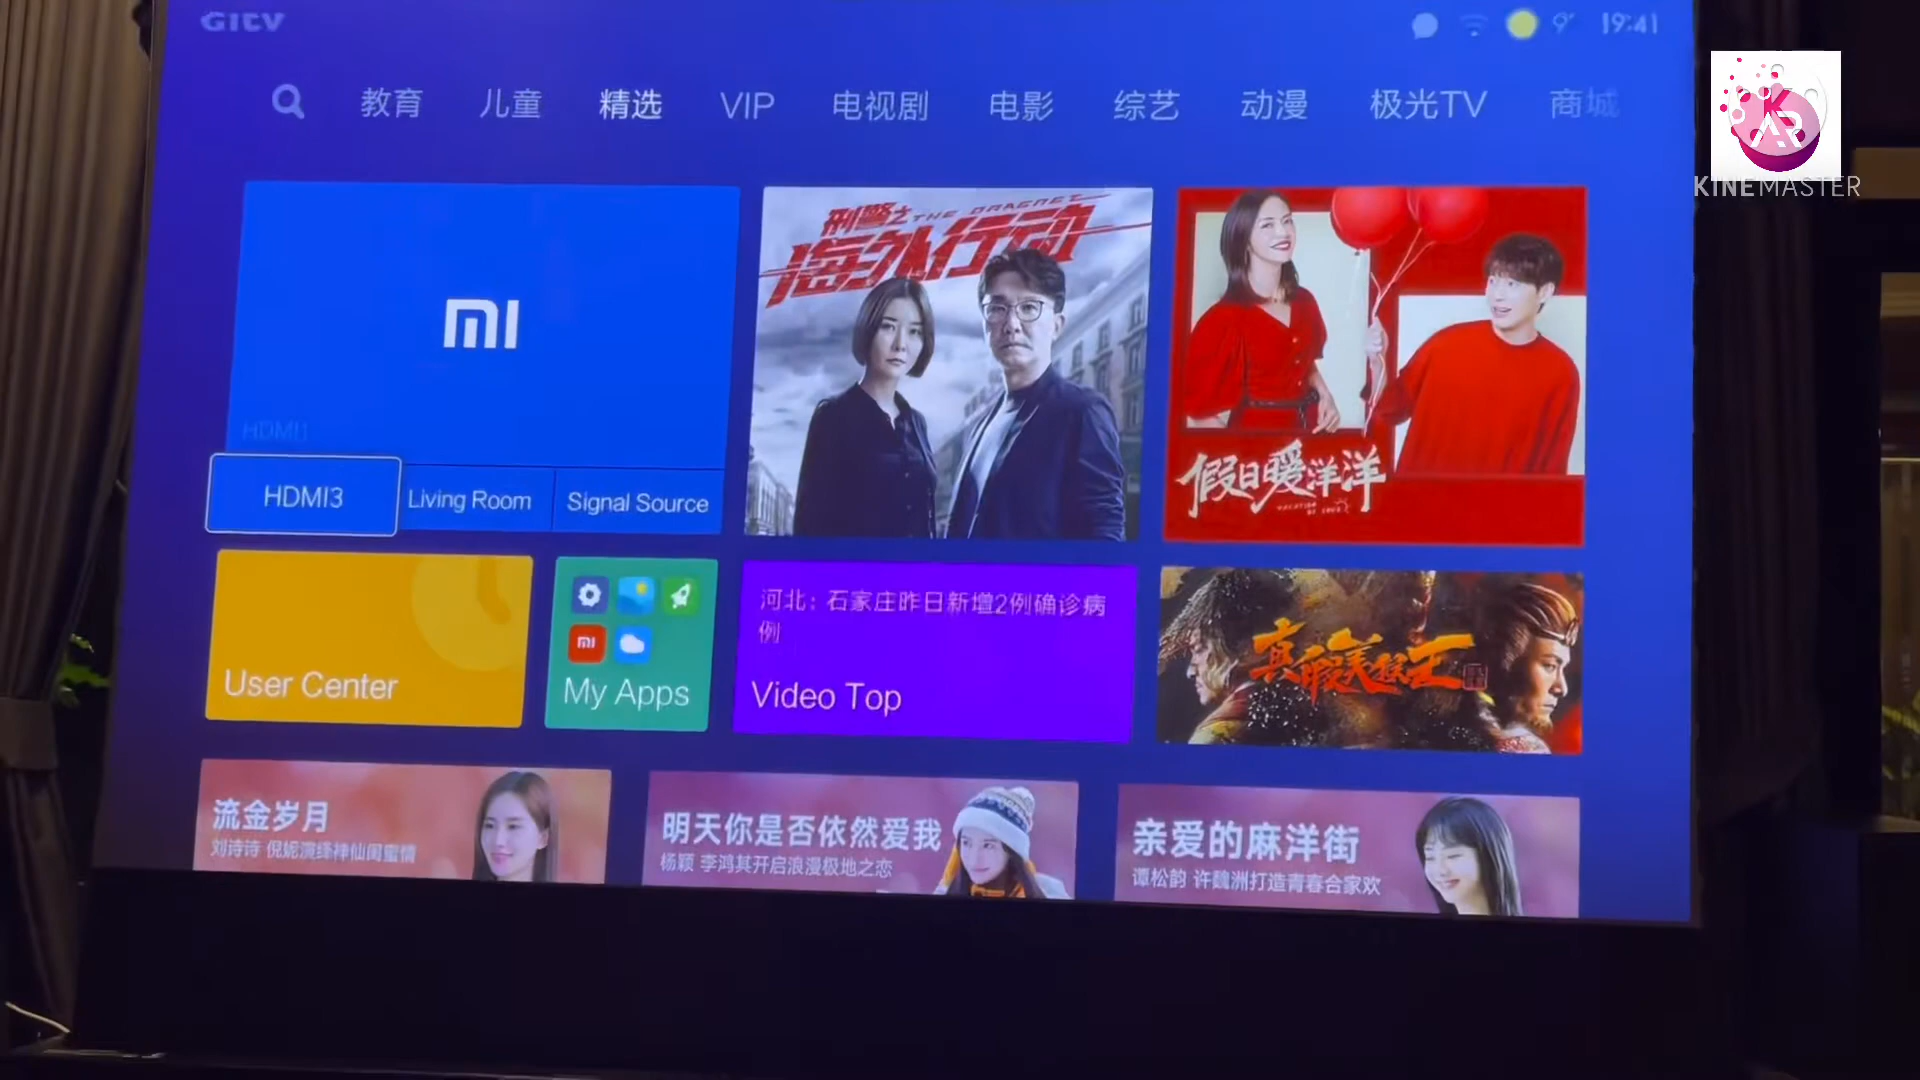 GITV
9°
19:41
教育
儿童
精选
VIP
电视剧
电影
综艺
动漫
极光TV
商城
KINEMASTER
刑警之
THE DRAGNET
海外行动
HDMI3
Living Room
Signal Source
假日暖洋洋
VACATION OF LOVE
User Center
My Apps
河北：石家庄昨日新增2例确诊病
例
Video Top
真假美猴王
流金岁月
刘诗诗 倪妮演绎神仙闺蜜情
明天你是否依然爱我
杨颖 李鸿其开启浪漫极地之恋
亲爱的麻洋街
谭松韵 许魏洲打造青春合家欢